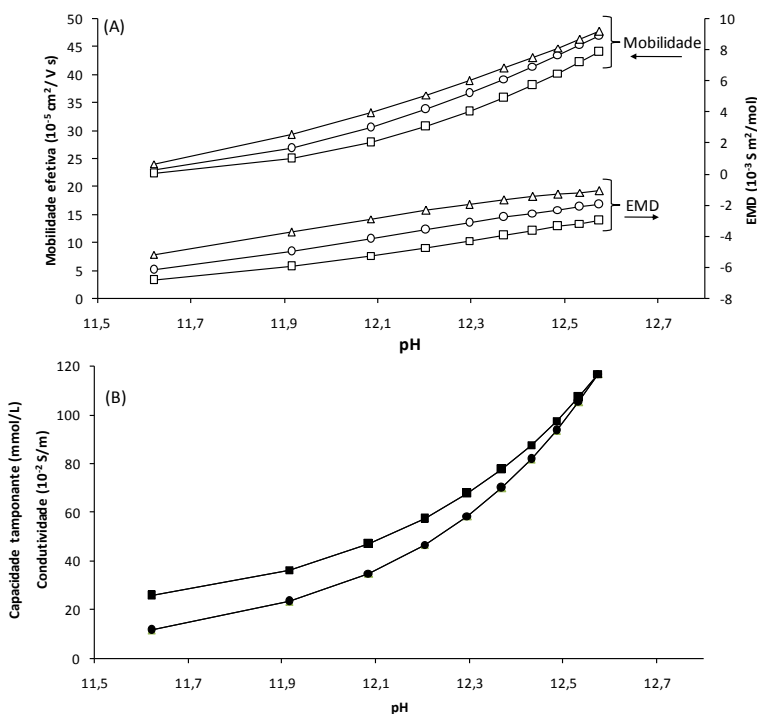 (A)
50
45
40
35
30
25
20
15
10
5
0
Mobilidade efetiva (10⁻⁵ cm²/ V s)
Mobilidade
EMD
10
8
6
4
2
0
-2
-4
-6
-8
EMD (10⁻³ S m²/mol)
11,5 11,7 11,9 12,1 12,3 12,5 12,7
pH
(B)
120
100
80
60
40
20
0
Capacidade tamponante (mmol/L)
Condutividade (10⁻² S/m)
11,5 11,7 11,9 12,1 12,3 12,5 12,7
pH